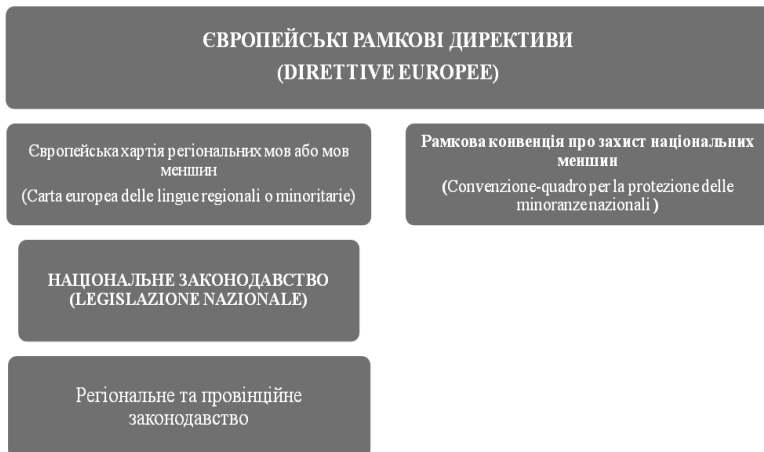 ЄВРОПЕЙСЬКІ РАМКОВІ ДИРЕКТИВИ
(DIRETTIVE EUROPEE)
Європейська хартія регіональних мов або мов
меншин
(Carta europea delle lingue regionali o minoritarie)
Рамкова конвенція про захист національних
меншин
(Convenzione-quadro per la protezione delle
minoranze nazionali )
НАЦІОНАЛЬНЕ ЗАКОНОДАВСТВО
(LEGISLAZIONE NAZIONALE)
Регіональне та провінційне
законодавство